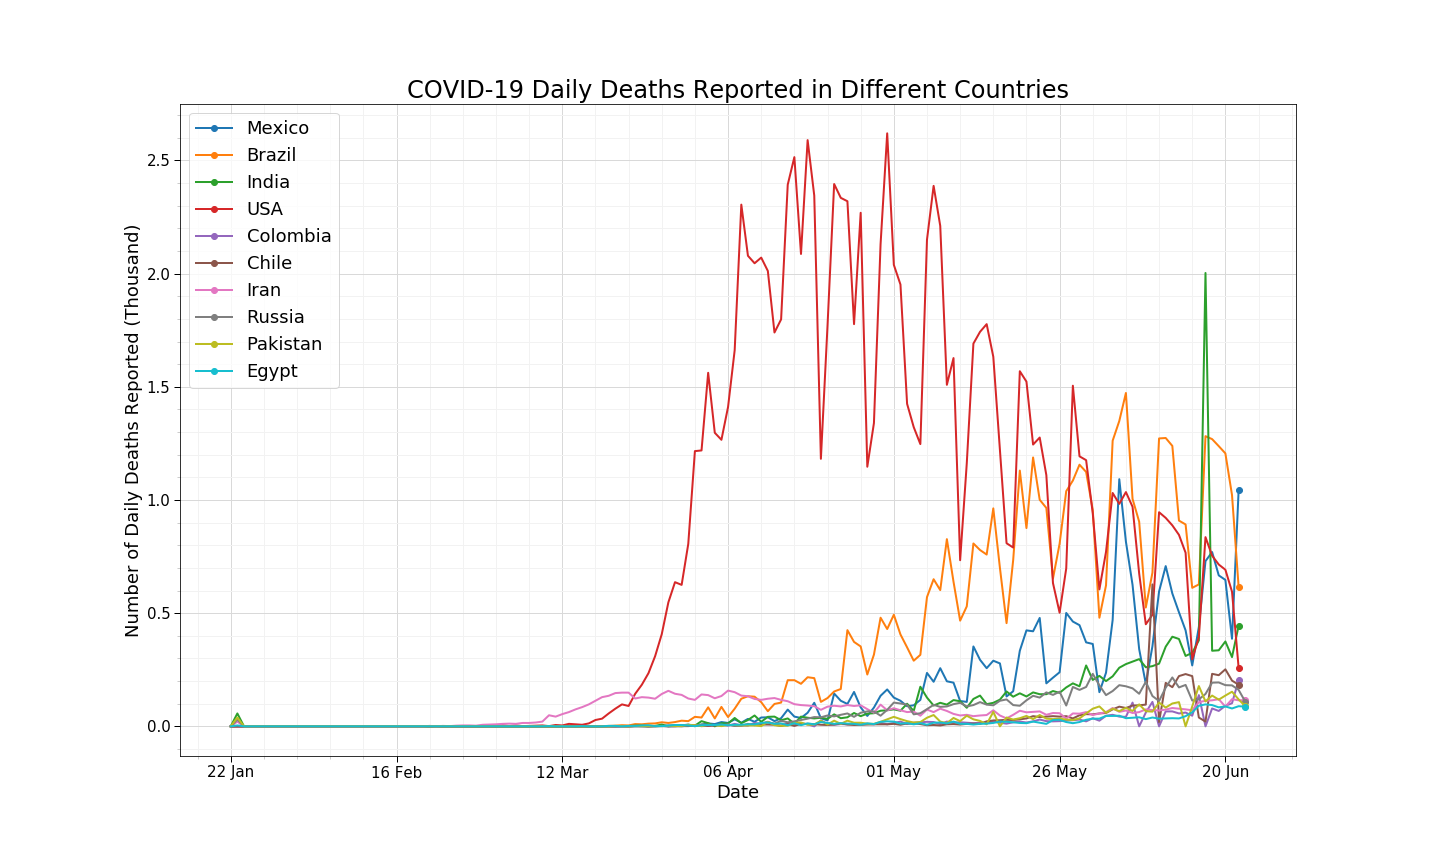 COVID-19 Daily Deaths Reported in Different Countries
Mexico
Brazil
India
USA
Colombia
Chile
Iran
Russia
Pakistan
Egypt
Number of Daily Deaths Reported (Thousand)
2.5
2.0
1.5
1.0
0.5
0.0
22 Jan
16 Feb
12 Mar
06 Apr
01 May
26 May
20 Jun
Date